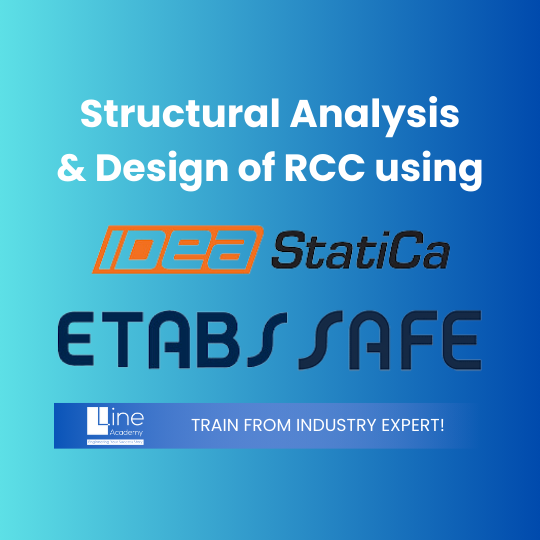 Structural Analysis
& Design of RCC using
IDEA StatiCa
ETABS SAFE
Line
Academy
TRAIN FROM INDUSTRY EXPERT!